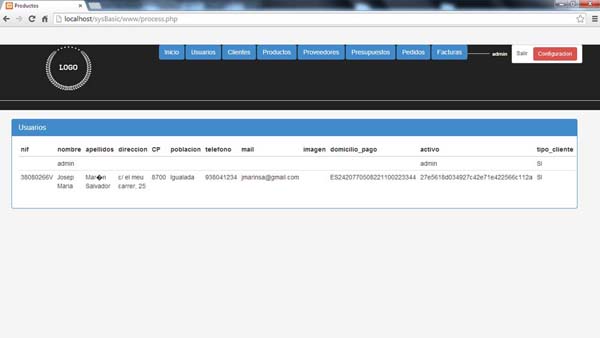 Productos
localhost/sysBasic/www/process.php
LOGO
Inicio Usuarios Clientes Productos Proveedores Presupuestos Pedidos Facturas admin Salir Configuracion
Usuarios
nif nombre apellidos direccion CP poblacion telefono mail imagen domicilio_pago activo tipo_cliente
admin admin SI
38080266V Josep Mar�n c/ el meu 8700 Igualada 938041234 jmarinsa@gmail.com ES2420770508221100223344 27e5618d034927c42e71e422566c112a SI
Maria Salvador carrer, 25